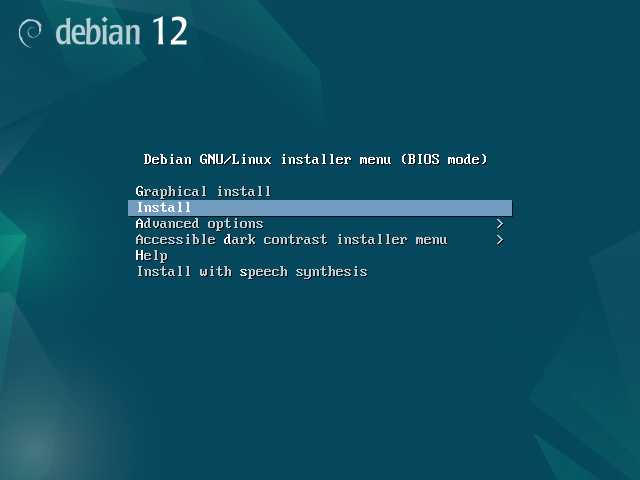 debian 12
Debian GNU/Linux installer menu (BIOS mode)
Graphical install
Install
Advanced options >
Accessible dark contrast installer menu >
Help
Install with speech synthesis